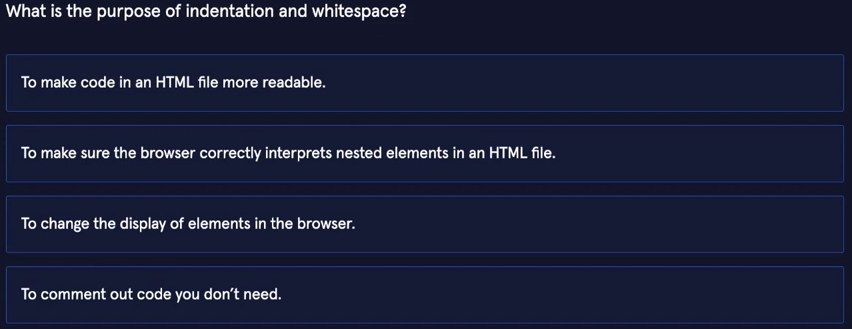 What is the purpose of indentation and whitespace?
To make code in an HTML file more readable.
To make sure the browser correctly interprets nested elements in an HTML file.
To change the display of elements in the browser.
To comment out code you don’t need.